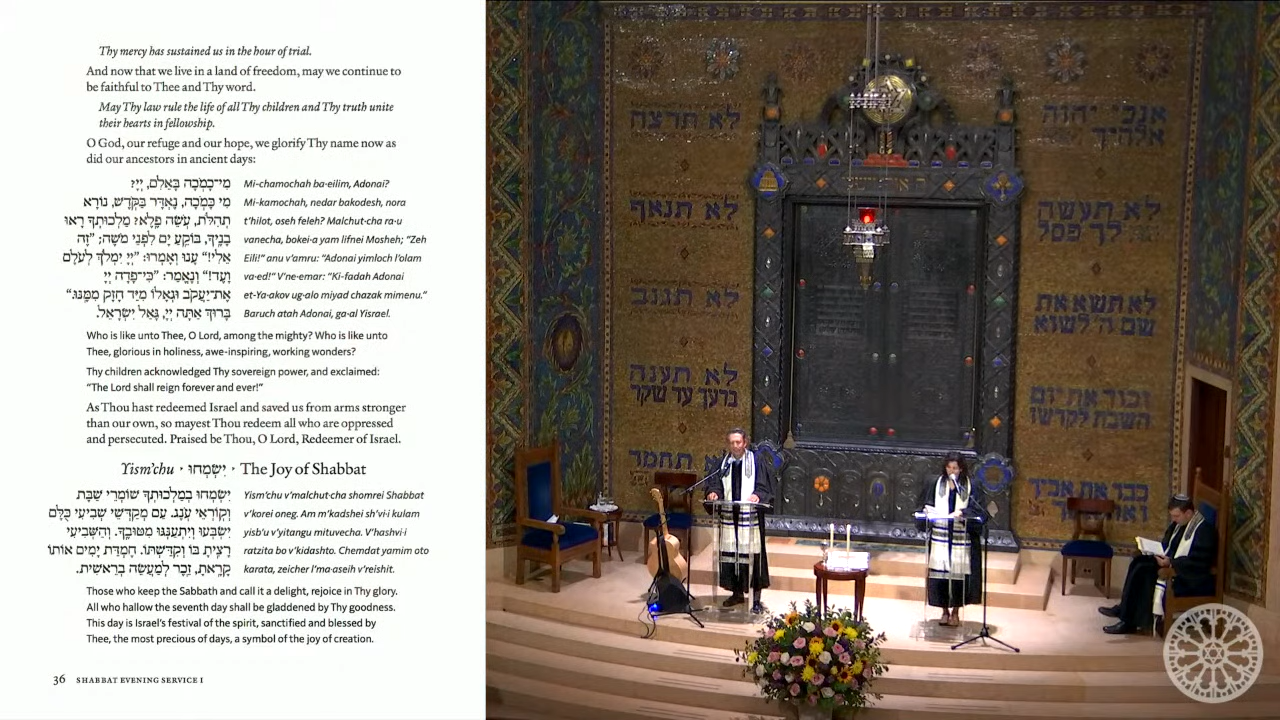 Thy mercy has sustained us in the hour of trial.
And now that we live in a land of freedom, may we continue to
be faithful to Thee and Thy word.
May Thy law rule the life of all Thy children and Thy truth unite
their hearts in fellowship.
O God, our refuge and our hope, we glorify Thy name now as
did our ancestors in ancient days:
מִי־כָמֹכָה בָּאֵלִם, יְיָ?
מִי כָּמֹכָה, נֶאְדָּר בַּקֹּדֶשׁ, נוֹרָא
תְהִלֹּת, עֹשֵׂה פֶלֶא? מַלְכוּתְךָ רָאוּ
בָנֶיךָ, בּוֹקֵעַ יָם לִפְנֵי מֹשֶׁה; "זֶה
אֵלִי!" עָנוּ וְאָמְרוּ: "יְיָ יִמְלֹךְ לְעֹלָם
וָעֶד!" וְנֶאֱמַר: "כִּי־פָדָה יְיָ
אֶת־יַעֲקֹב וּגְאָלוֹ מִיַּד חָזָק מִמֶּנּוּ."
בָּרוּךְ אַתָּה יְיָ, גָּאַל יִשְׂרָאֵל.
Mi-chamochah ba-eilim, Adonai?
Mi-kamochah, nedar bakodesh, nora
t'hilot, oseh feleh? Malchut-cha ra-u
vanecha, bokei-a yam lifnei Mosheh; "Zeh
Eili!" anu v'amru: "Adonai yimloch l'olam
va-ed!" V'ne-emar: "Ki-fadah Adonai
et-Ya-akov ug-alo miyad chazak mimenu."
Baruch atah Adonai, ga-al Yisrael.
Who is like unto Thee, O Lord, among the mighty? Who is like unto
Thee, glorious in holiness, awe-inspiring, working wonders?
Thy children acknowledged Thy sovereign power, and exclaimed:
"The Lord shall reign forever and ever!"
As Thou hast redeemed Israel and saved us from arms stronger
than our own, so mayest Thou redeem all who are oppressed
and persecuted. Praised be Thou, O Lord, Redeemer of Israel.
Yism'chu · יִשְׂמְחוּ · The Joy of Shabbat
יִשְׂמְחוּ בְמַלְכוּתְךָ שׁוֹמְרֵי שַׁבָּת
וְקוֹרְאֵי עֹנֶג. עַם מְקַדְּשֵׁי שְׁבִיעִי כֻּלָּם
יִשְׂבְּעוּ וְיִתְעַנְּגוּ מִטּוּבֶךָ. וְהַשְּׁבִיעִי
רָצִיתָ בּוֹ וְקִדַּשְׁתּוֹ. חֶמְדַּת יָמִים אוֹתוֹ
קָרָאתָ, זֵכֶר לְמַעֲשֵׂה בְרֵאשִׁית.
Yism'chu v'malchut-cha shomrei Shabbat
v'korei oneg. Am m'kadshei sh'vi-i kulam
yisb'u v'yitangu mituvecha. V'hashvi-i
ratzita bo v'kidashto. Chemdat yamim oto
karata, zeicher l'ma-aseih v'reishit.
Those who keep the Sabbath and call it a delight, rejoice in Thy glory.
All who hallow the seventh day shall be gladdened by Thy goodness.
This day is Israel's festival of the spirit, sanctified and blessed by
Thee, the most precious of days, a symbol of the joy of creation.
36 SHABBAT EVENING SERVICE I
אנכי יהוה
אלהיך
לא תעשה
לך פסל
לא תשא את
שם ה' לשוא
זכור את יום
השבת לקדשו
כבד את אביך
לא תרצח
לא תנאף
לא תגנב
לא תענה
ברעך עד שקר
לא תחמד